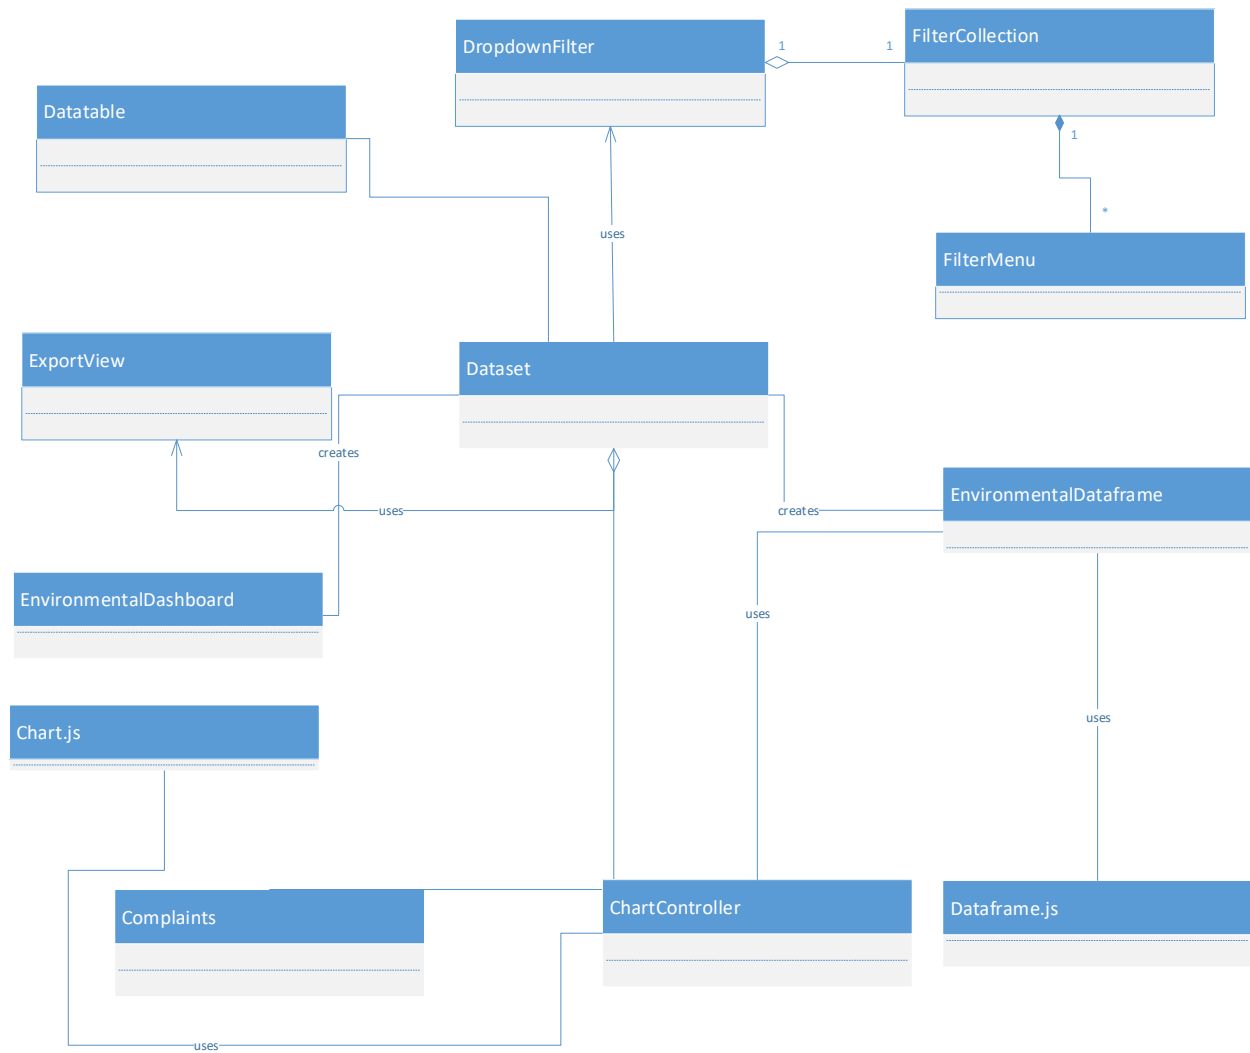 DropdownFilter
1
1
FilterCollection
Datatable
1
*
uses
FilterMenu
ExportView
Dataset
creates
uses
creates
EnvironmentalDataframe
EnvironmentalDashboard
uses
uses
Chart.js
Complaints
ChartController
Dataframe.js
uses